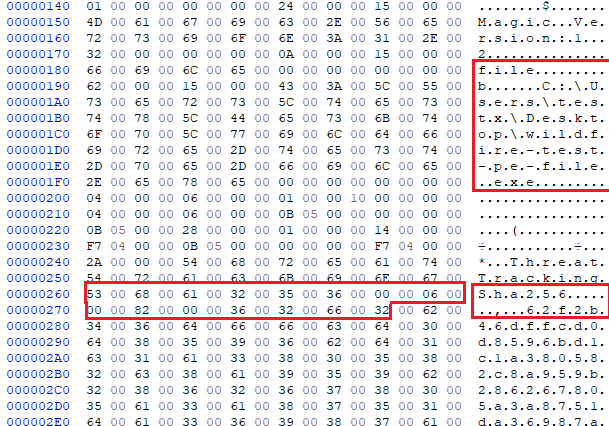 00000140 01 00 00 00 00 00 00 00 24 00 00 00 15 00 00 00 ........$.......
00000150 4D 00 61 00 67 00 69 00 63 00 2E 00 56 00 65 00 M.a.g.i.c...V.e.
00000160 72 00 73 00 69 00 6F 00 6E 00 3A 00 31 00 2E 00 r.s.i.o.n.:.1...
00000170 32 00 00 00 00 00 00 00 0A 00 00 00 15 00 00 00 2...............
00000180 66 00 69 00 6C 00 65 00 00 00 00 00 00 00 00 00 f.i.l.e.........
00000190 62 00 00 00 15 00 00 00 43 00 3A 00 5C 00 55 00 b.......C.:.\.U.
000001A0 73 00 65 00 72 00 73 00 5C 00 74 00 65 00 73 00 s.e.r.s.\.t.e.s.
000001B0 74 00 78 00 5C 00 44 00 65 00 73 00 6B 00 74 00 t.x.\.D.e.s.k.t.
000001C0 6F 00 70 00 5C 00 77 00 69 00 6C 00 64 00 66 00 o.p.\.w.i.l.d.f.
000001D0 69 00 72 00 65 00 2D 00 74 00 65 00 73 00 74 00 i.r.e.-.t.e.s.t.
000001E0 2D 00 70 00 65 00 2D 00 66 00 69 00 6C 00 65 00 -.p.e.-.f.i.l.e.
000001F0 2E 00 65 00 78 00 65 00 00 00 00 00 00 00 00 00 ..e.x.e.........
00000200 04 00 00 00 06 00 00 00 01 00 00 10 00 00 00 00 ................
00000210 04 00 00 00 06 00 00 00 0B 05 00 00 00 00 00 00 ................
00000220 0B 05 00 00 28 00 00 00 01 00 00 00 14 00 00 00 ....(...........
00000230 F7 04 00 00 0B 05 00 00 00 00 00 00 F7 04 00 00 ÷...........÷...
00000240 2A 00 00 00 54 00 68 00 72 00 65 00 61 00 74 00 *...T.h.r.e.a.t.
00000250 54 00 72 00 61 00 63 00 6B 00 69 00 6E 00 67 00 T.r.a.c.k.i.n.g.
00000260 53 00 68 00 61 00 32 00 35 00 36 00 00 00 06 00 S.h.a.2.5.6.....
00000270 00 00 82 00 00 00 36 00 32 00 66 00 32 00 62 00 ..‚...6.2.f.2.b.
00000280 34 00 36 00 64 00 66 00 66 00 63 00 64 00 30 00 4.6.d.f.f.c.d.0.
00000290 64 00 38 00 35 00 39 00 36 00 62 00 64 00 31 00 d.8.5.9.6.b.d.1.
000002A0 63 00 31 00 61 00 33 00 38 00 30 00 35 00 38 00 c.1.a.3.8.0.5.8.
000002B0 32 00 63 00 38 00 61 00 39 00 35 00 39 00 62 00 2.c.8.a.9.5.9.b.
000002C0 32 00 38 00 36 00 32 00 36 00 37 00 38 00 30 00 2.8.6.2.6.7.8.0.
000002D0 35 00 61 00 33 00 61 00 38 00 37 00 35 00 31 00 5.a.3.a.8.7.5.1.
000002E0 64 00 61 00 33 00 36 00 39 00 38 00 37 00 61 00 d.a.3.6.9.8.7.a.